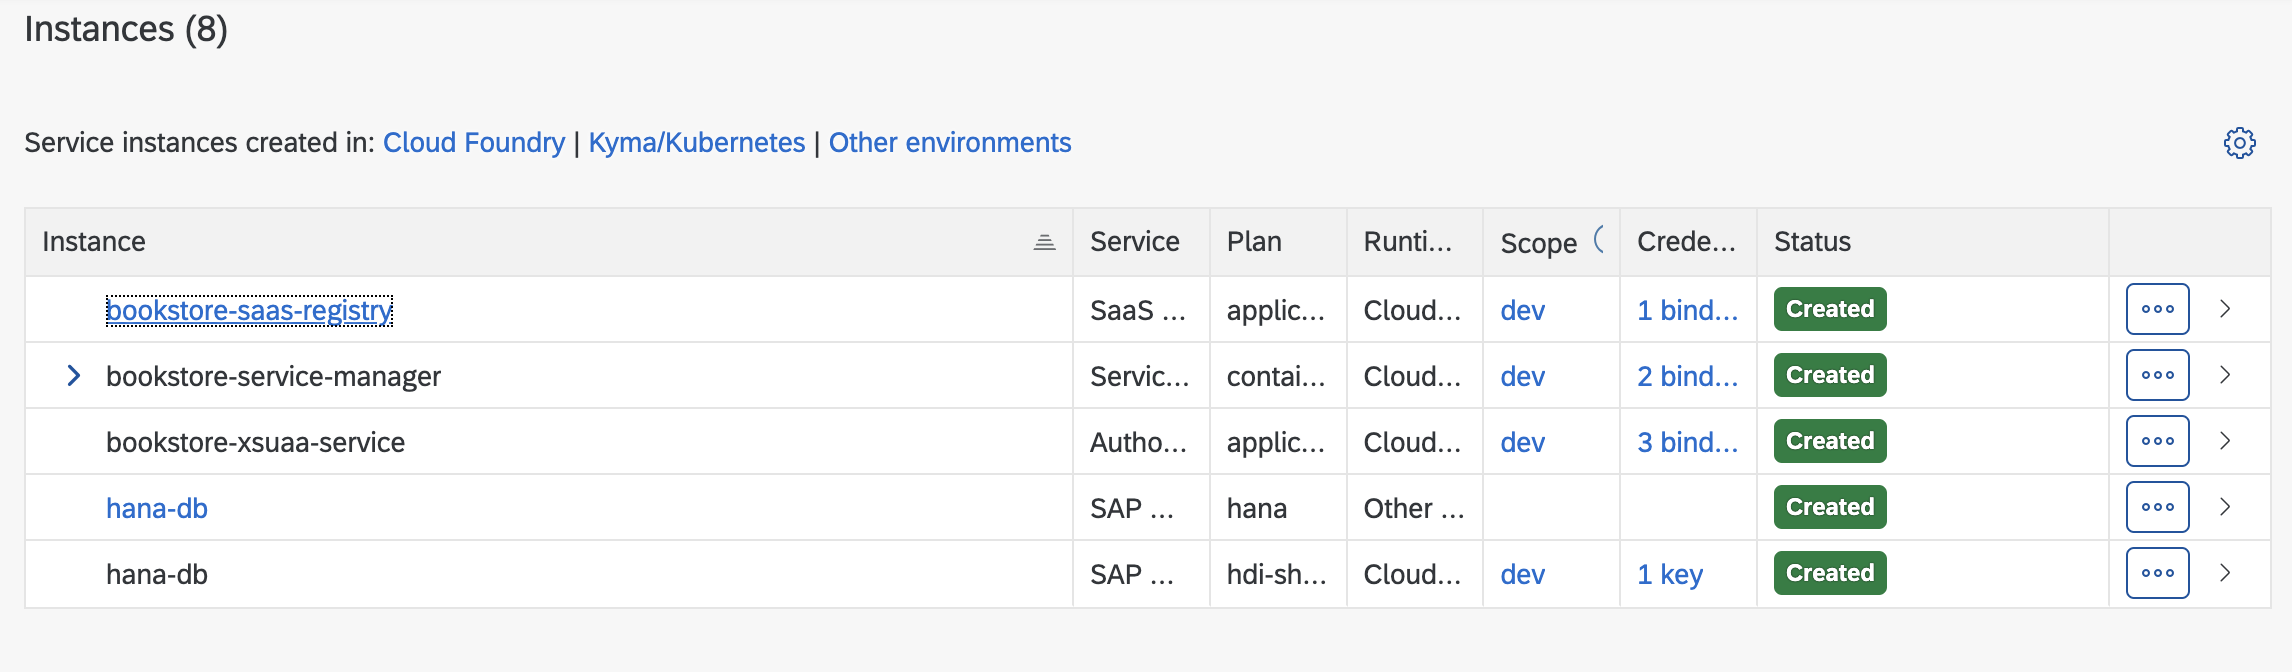 Instances (8)
Service instances created in: Cloud Foundry | Kyma/Kubernetes | Other environments
Instance Service Plan Runti... Scope Crede... Status
bookstore-saas-registry SaaS ... applic... Cloud... dev 1 bind... Created
bookstore-service-manager Servic... contai... Cloud... dev 2 bind... Created
bookstore-xsuaa-service Autho... applic... Cloud... dev 3 bind... Created
hana-db SAP ... hana Other ... Created
hana-db SAP ... hdi-sh... Cloud... dev 1 key Created